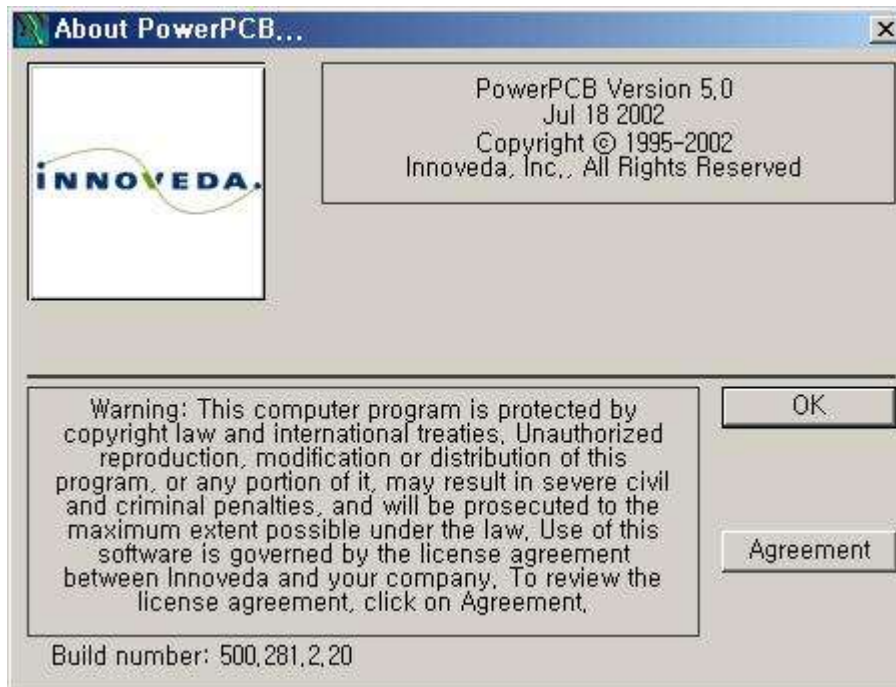 About PowerPCB...
INNOVEDA.
PowerPCB Version 5.0
Jul 18 2002
Copyright © 1995-2002
Innoveda, Inc., All Rights Reserved
Warning: This computer program is protected by
copyright law and international treaties. Unauthorized
reproduction, modification or distribution of this
program, or any portion of it, may result in severe civil
and criminal penalties, and will be prosecuted to the
maximum extent possible under the law. Use of this
software is governed by the license agreement
between Innoveda and your company. To review the
license agreement, click on Agreement.
OK
Agreement
Build number: 500.281.2.20